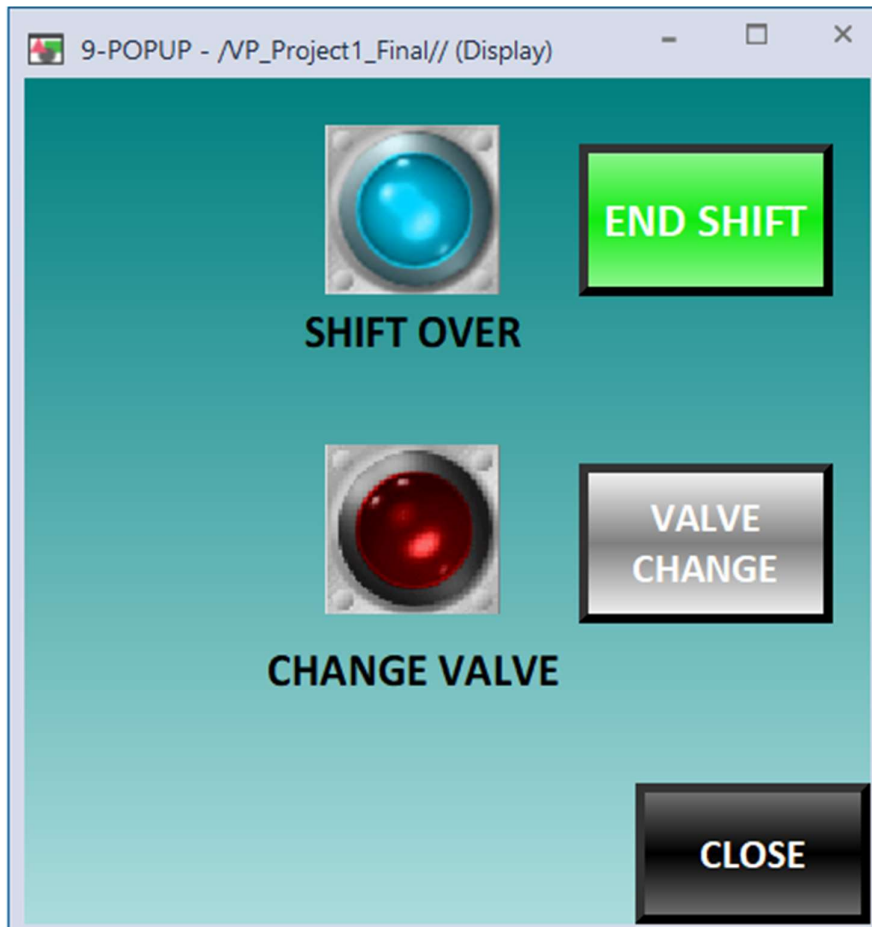 9-POPUP - /VP_Project1_Final// (Display)
END SHIFT
SHIFT OVER
VALVE
CHANGE
CHANGE VALVE
CLOSE